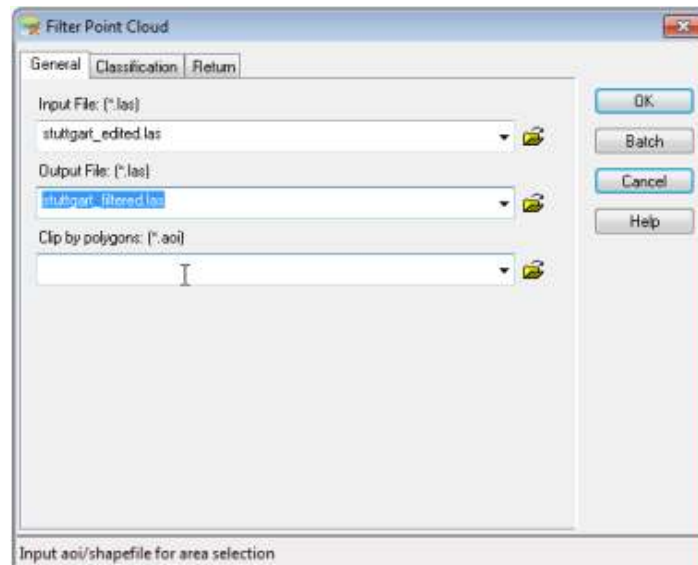 Filter Point Cloud
General Classification Return
Input File: (*.las)
stuttgart_edited.las
Output File: (*.las)
stuttgart_filtered.las
Clip by polygons: (*.aoi)
OK
Batch
Cancel
Help
Input aoi/shapefile for area selection